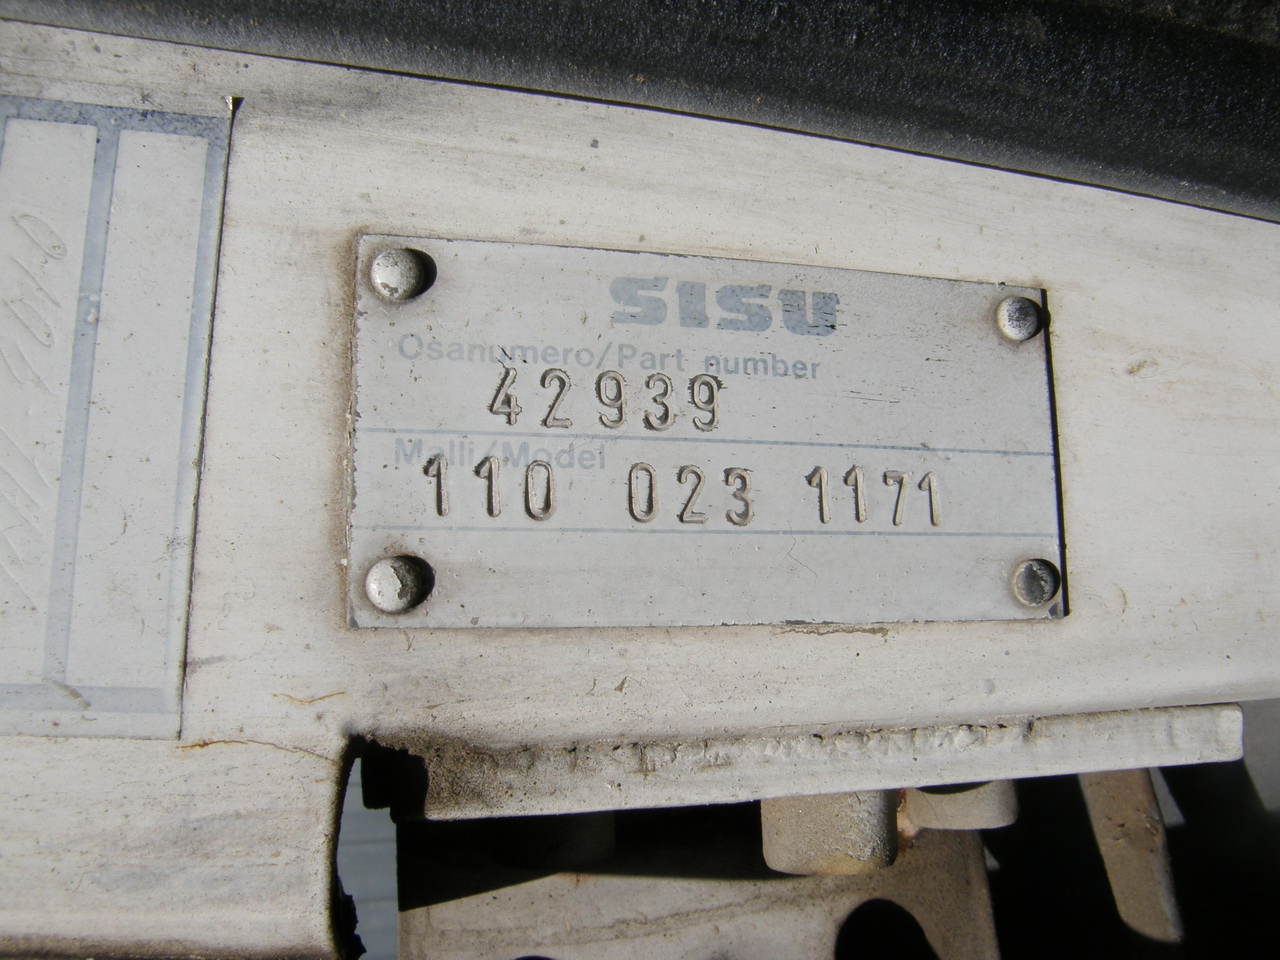 SISU
Osanumero/Part number
42939
Malli/Model
110 023 1171